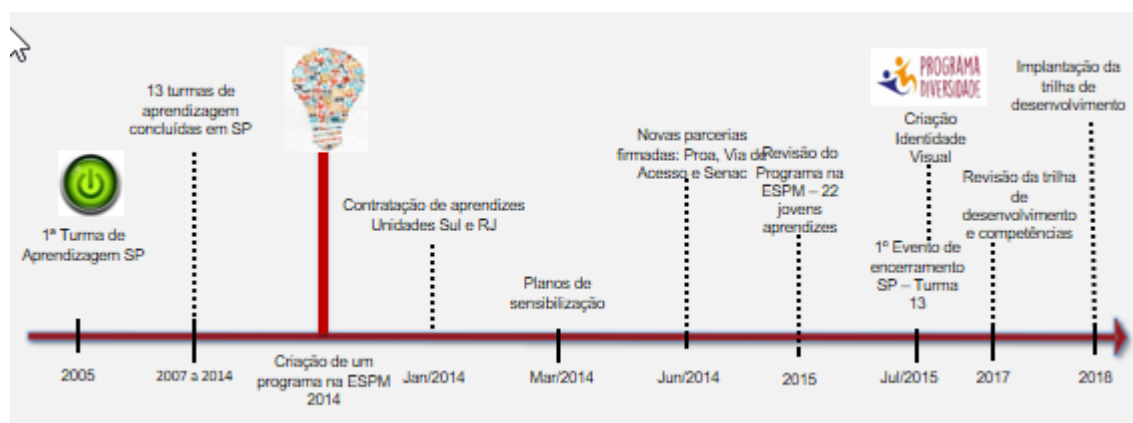 1ª Turma de
Aprendizagem SP
2005
13 turmas de
aprendizagem
concluídas em SP
2007 a 2014
Criação de um
programa na ESPM
2014
Contratação de aprendizes
Unidades Sul e RJ
Jan/2014
Planos de
sensibilização
Mar/2014
Novas parcerias
firmadas: Proa, Via de
Acesso e Senac
Jun/2014
Revisão do
Programa na
ESPM – 22
jovens
aprendizes
2015
PROGRAMA
DIVERSIDADE
Criação
Identidade
Visual
1º Evento de
encerramento
SP – Turma
13
Jul/2015
Revisão da trilha
de
desenvolvimento
e competências
2017
Implantação da
trilha de
desenvolvimento
2018